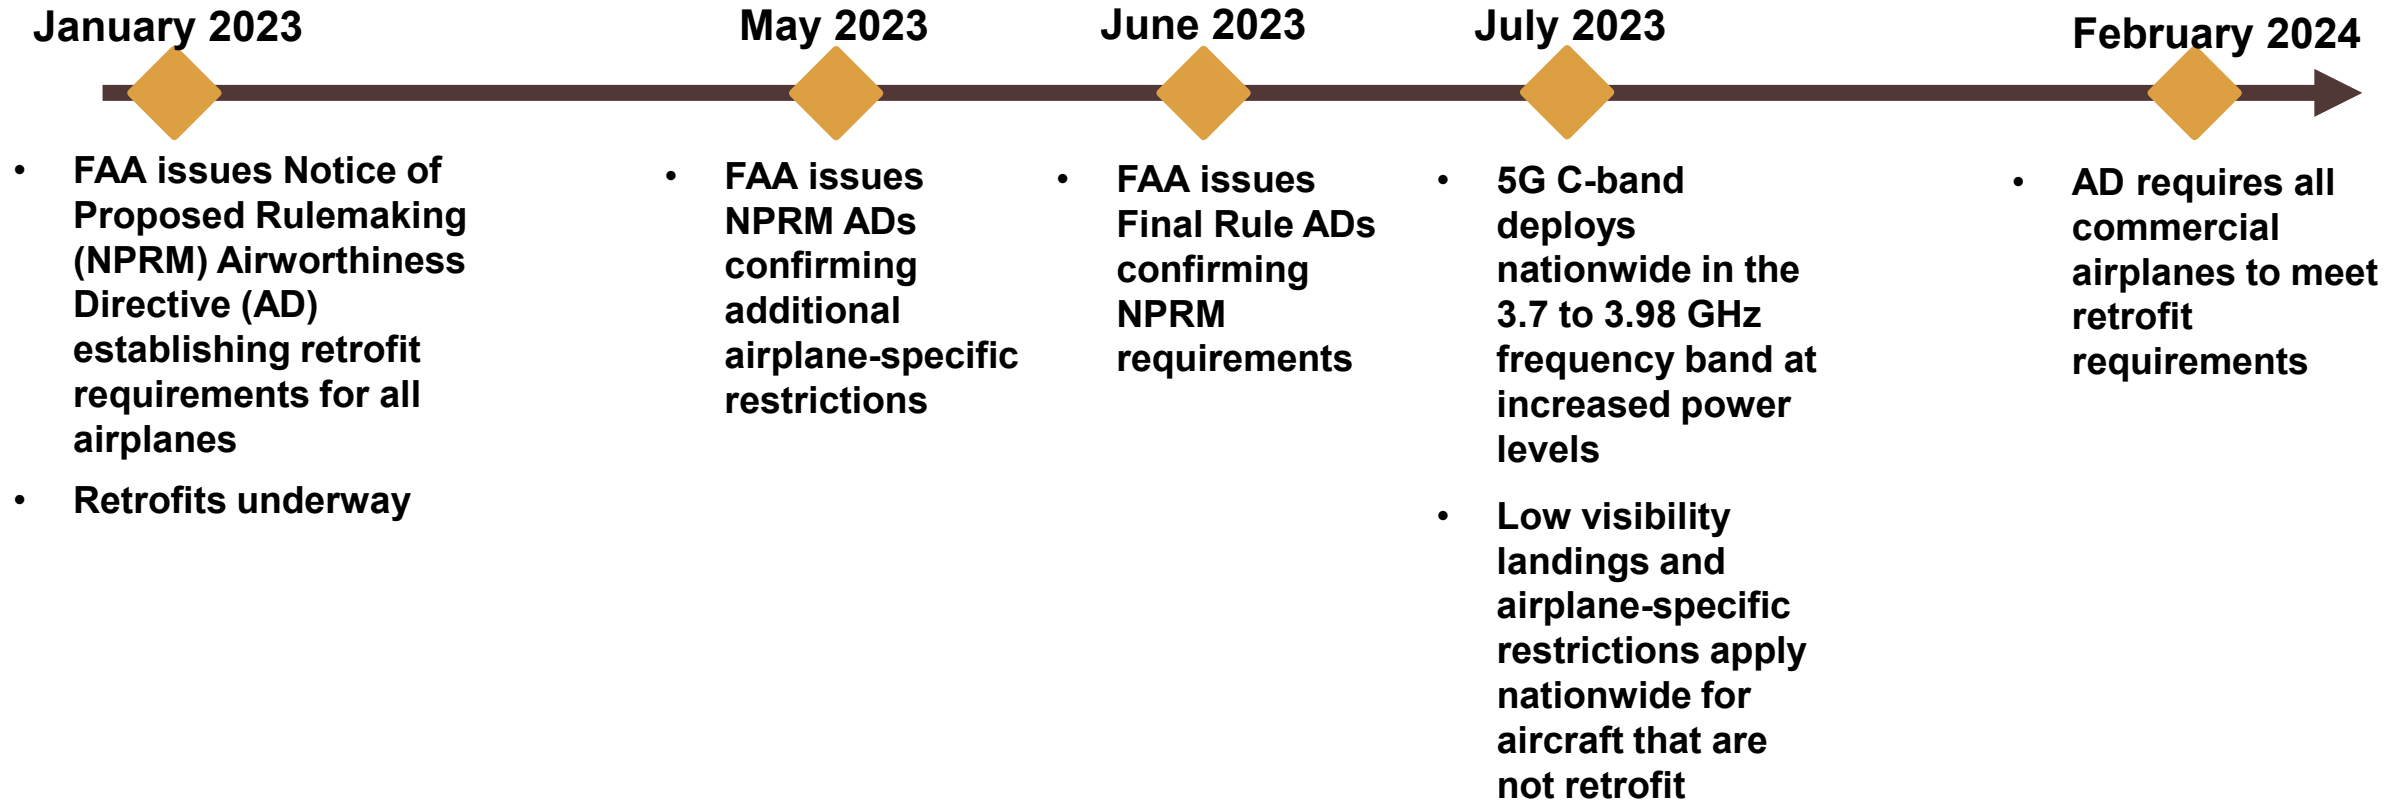 January 2023
• FAA issues Notice of
Proposed Rulemaking
(NPRM) Airworthiness
Directive (AD)
establishing retrofit
requirements for all
airplanes
• Retrofits underway
May 2023
• FAA issues
NPRM ADs
confirming
additional
airplane-specific
restrictions
June 2023
• FAA issues
Final Rule ADs
confirming
NPRM
requirements
July 2023
• 5G C-band
deploys
nationwide in the
3.7 to 3.98 GHz
frequency band at
increased power
levels
• Low visibility
landings and
airplane-specific
restrictions apply
nationwide for
aircraft that are
not retrofit
February 2024
• AD requires all
commercial
airplanes to meet
retrofit
requirements